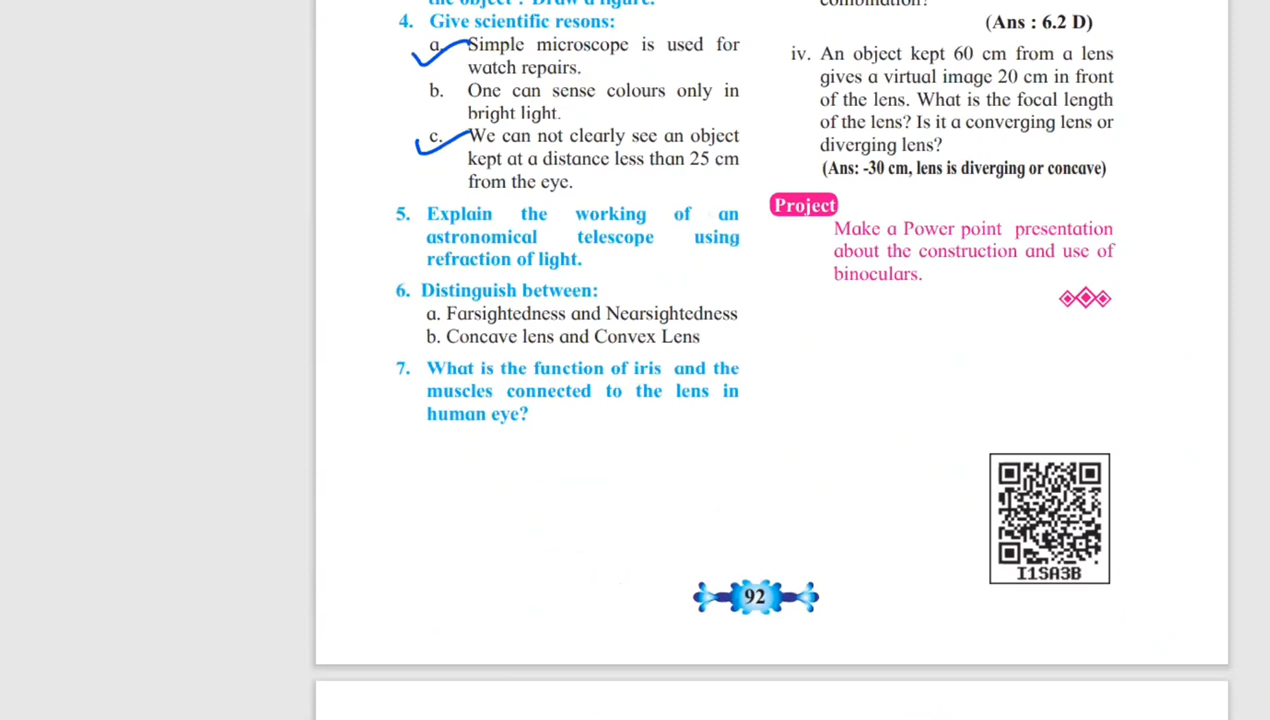 the object ? Draw a figure.
4. Give scientific resons:
a. Simple microscope is used for
watch repairs.
b. One can sense colours only in
bright light.
c. We can not clearly see an object
kept at a distance less than 25 cm
from the eye.
5. Explain the working of an
astronomical telescope using
refraction of light.
6. Distinguish between:
a. Farsightedness and Nearsightedness
b. Concave lens and Convex Lens
7. What is the function of iris and the
muscles connected to the lens in
human eye?
combination?
(Ans : 6.2 D)
iv. An object kept 60 cm from a lens
gives a virtual image 20 cm in front
of the lens. What is the focal length
of the lens? Is it a converging lens or
diverging lens?
(Ans: -30 cm, lens is diverging or concave)
Project
Make a Power point presentation
about the construction and use of
binoculars.
I1SA3B
92